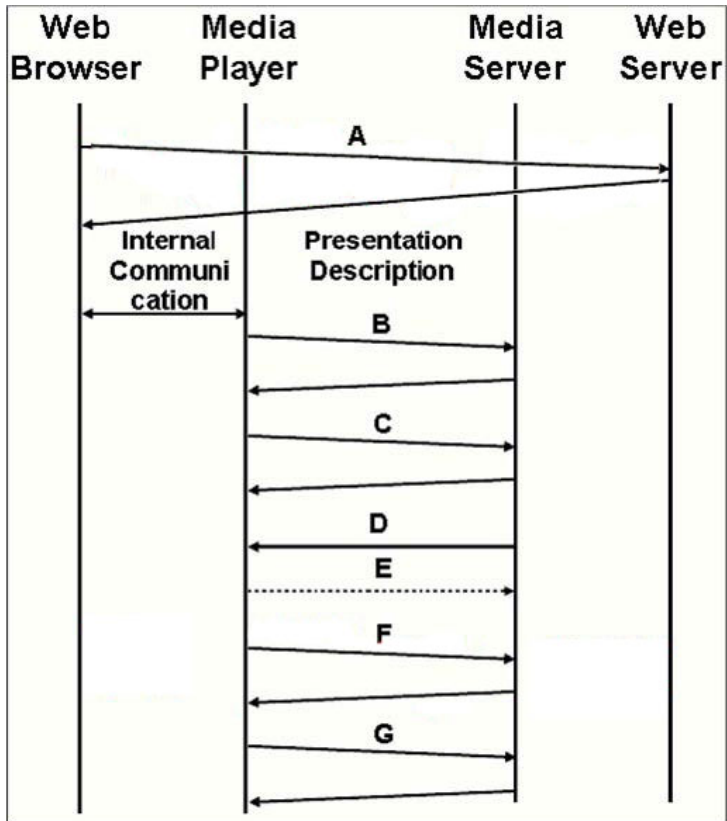 Web Media Media Web
Browser Player Server Server
A
Internal Presentation
Communi Description
cation
B
C
D
E
F
G